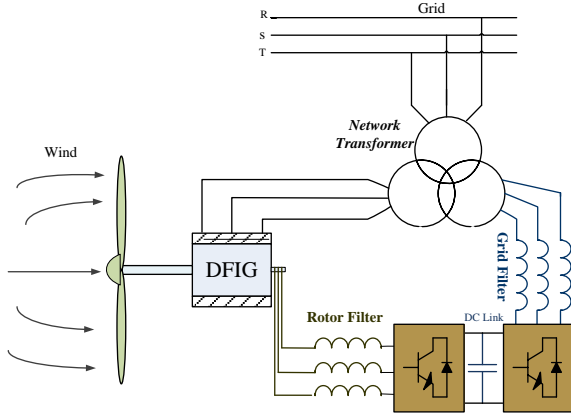 Grid
R
S
T
Network
Transformer
Wind
DFIG
Grid Filter
Rotor Filter
DC Link